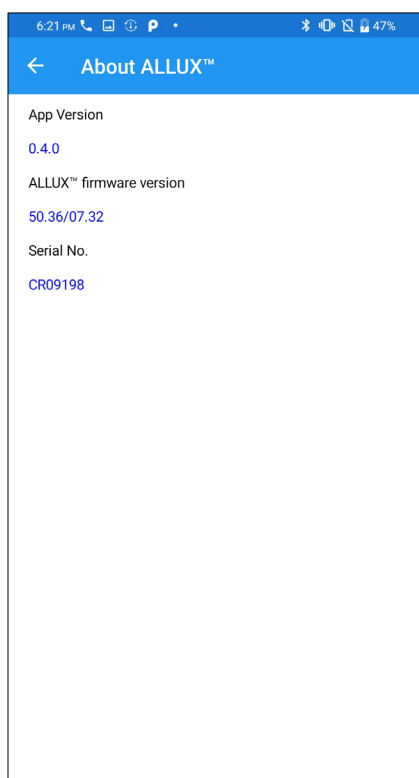 6:21 PM 47%
About ALLUX™
App Version
0.4.0
ALLUX™ firmware version
50.36/07.32
Serial No.
CR09198